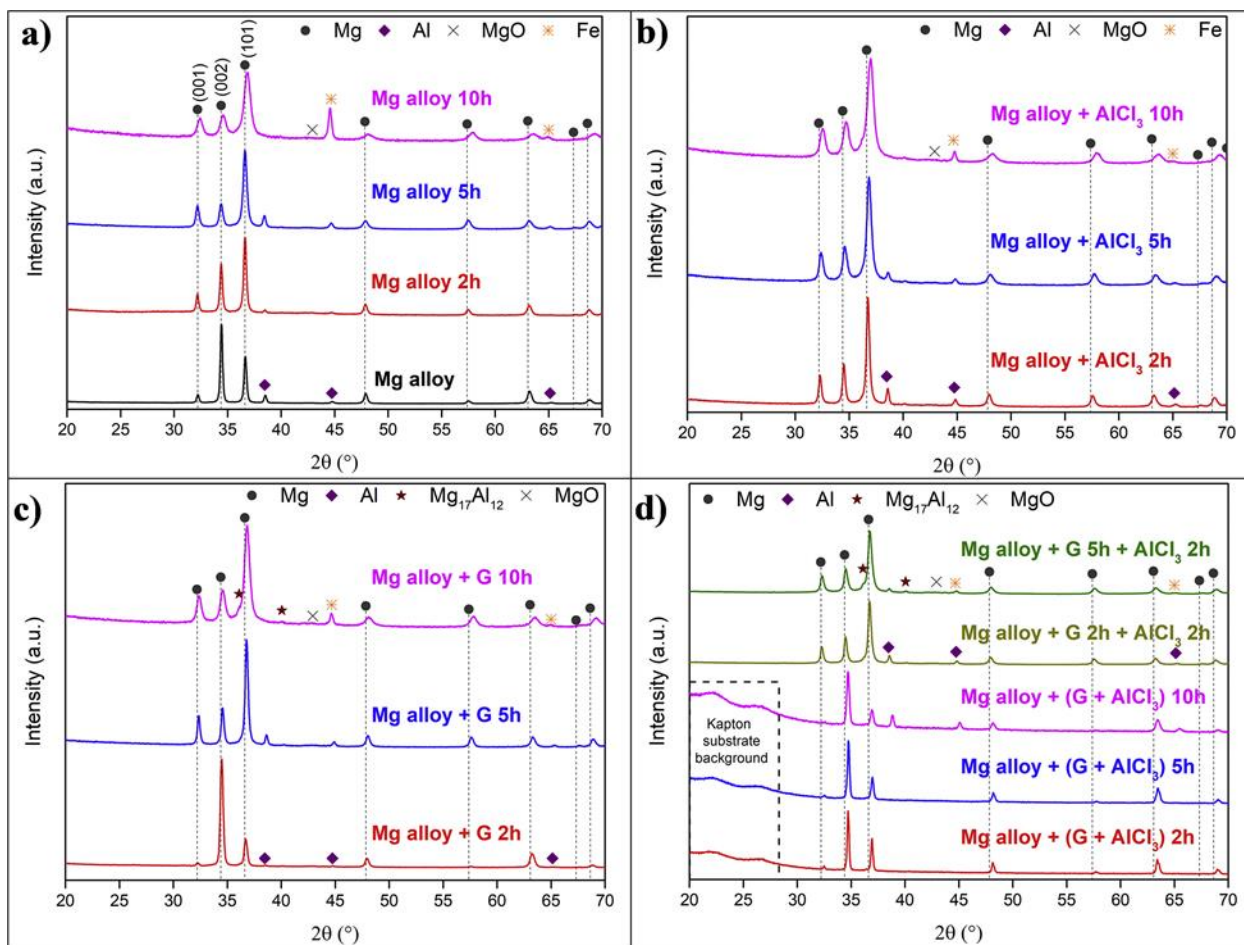 a)
● Mg ◆ Al × MgO ✳ Fe
(001)
(002)
(101)
Mg alloy 10h
Mg alloy 5h
Mg alloy 2h
Mg alloy
Intensity (a.u.)
20 25 30 35 40 45 50 55 60 65 70
2θ (°)
b)
● Mg ◆ Al × MgO ✳ Fe
Mg alloy + AlCl₃ 10h
Mg alloy + AlCl₃ 5h
Mg alloy + AlCl₃ 2h
Intensity (a.u.)
20 25 30 35 40 45 50 55 60 65 70
2θ (°)
c)
● Mg ◆ Al ★ Mg₁₇Al₁₂ × MgO
Mg alloy + G 10h
Mg alloy + G 5h
Mg alloy + G 2h
Intensity (a.u.)
20 25 30 35 40 45 50 55 60 65 70
2θ (°)
d)
● Mg ◆ Al ★ Mg₁₇Al₁₂ × MgO
Mg alloy + G 5h + AlCl₃ 2h
Mg alloy + G 2h + AlCl₃ 2h
Mg alloy + (G + AlCl₃) 10h
Kapton
substrate
background
Mg alloy + (G + AlCl₃) 5h
Mg alloy + (G + AlCl₃) 2h
Intensity (a.u.)
20 25 30 35 40 45 50 55 60 65 70
2θ (°)